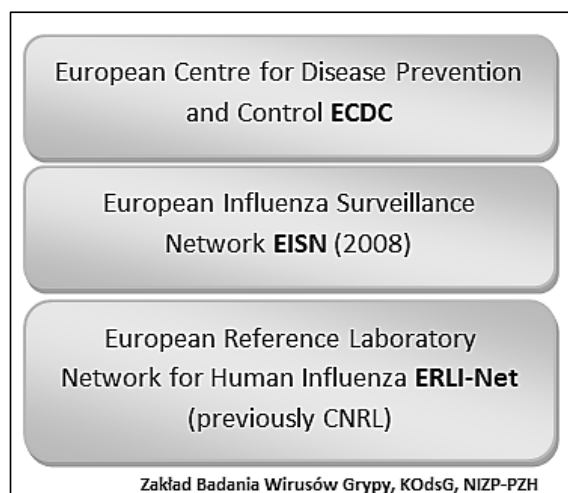 European Centre for Disease Prevention
and Control ECDC
European Influenza Surveillance
Network EISN (2008)
European Reference Laboratory
Network for Human Influenza ERLI-Net
(previously CNRL)
Zakład Badania Wirusów Grypy, KOdsG, NIZP-PZH